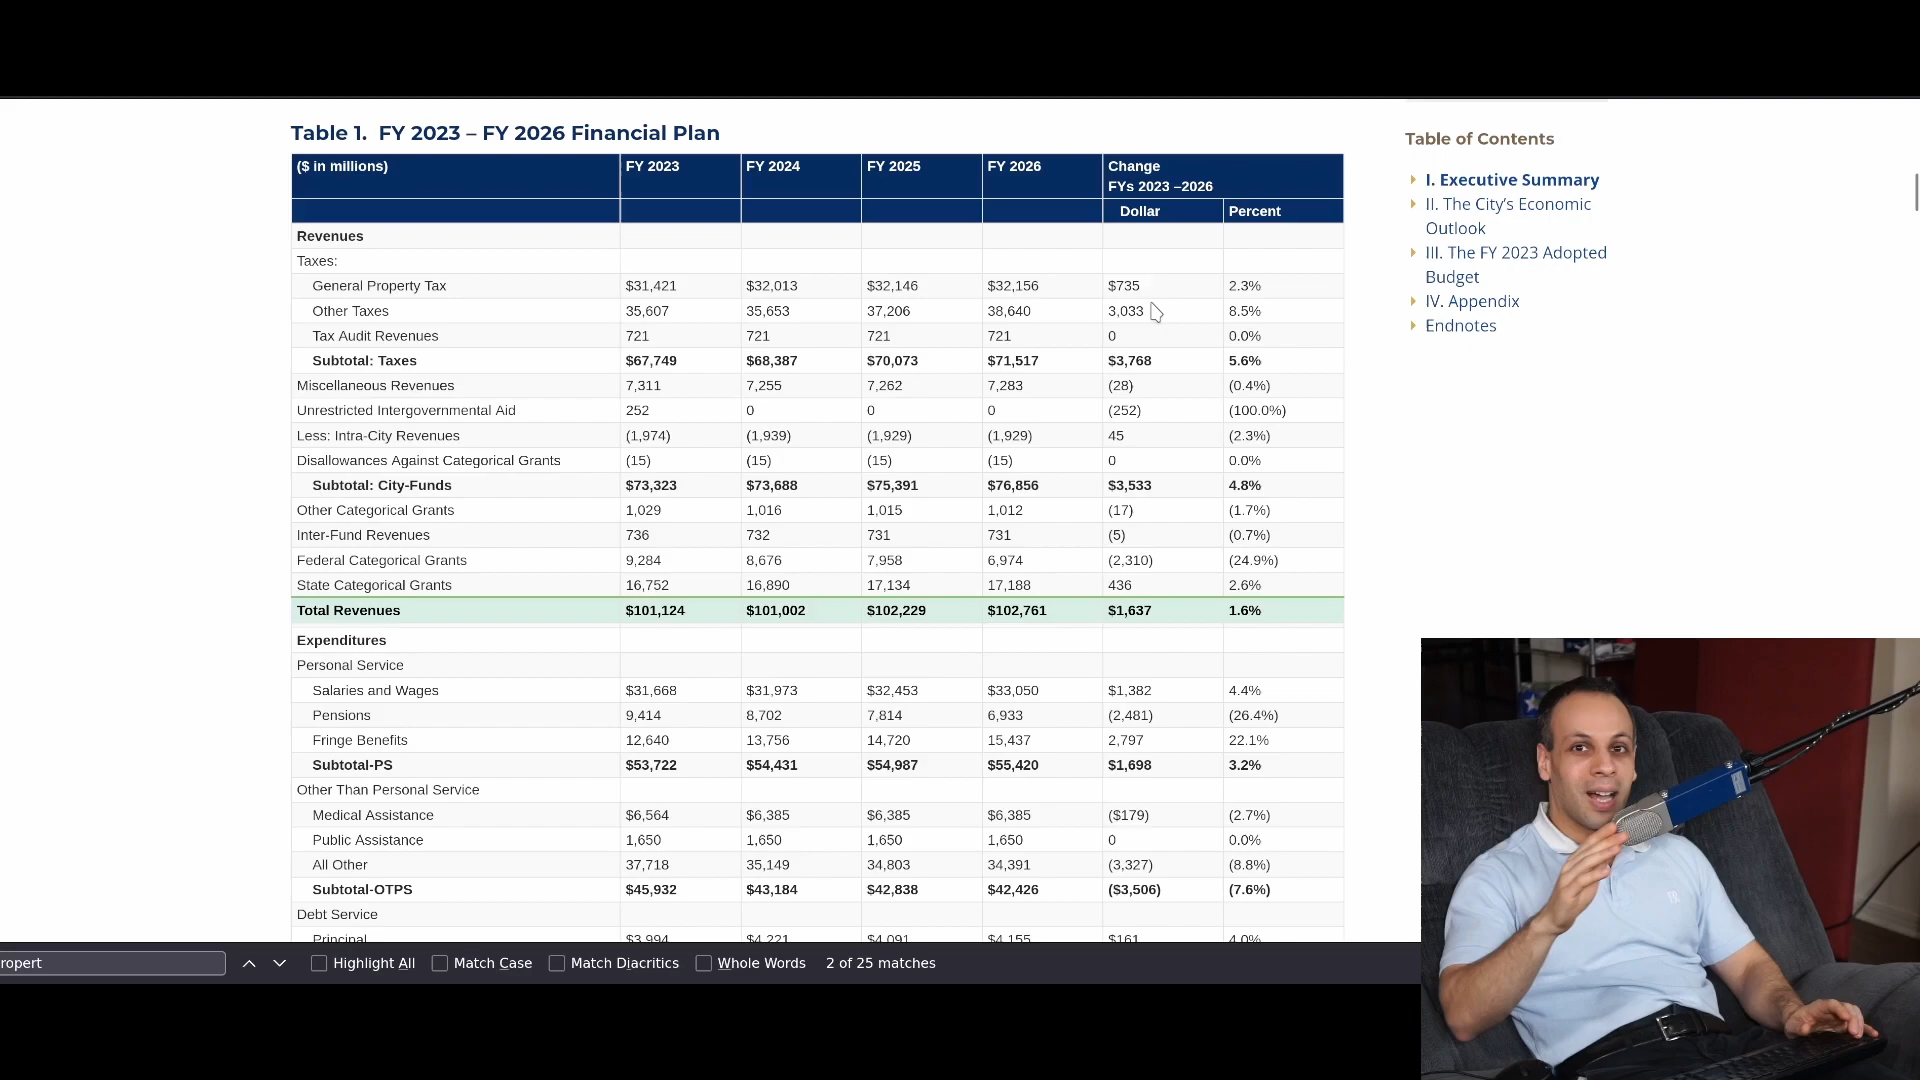 Table 1. FY 2023 – FY 2026 Financial Plan
($ in millions) FY 2023 FY 2024 FY 2025 FY 2026 Change
FYs 2023 –2026
Dollar Percent
Revenues
Taxes:
General Property Tax $31,421 $32,013 $32,146 $32,156 $735 2.3%
Other Taxes 35,607 35,653 37,206 38,640 3,033 8.5%
Tax Audit Revenues 721 721 721 721 0 0.0%
Subtotal: Taxes $67,749 $68,387 $70,073 $71,517 $3,768 5.6%
Miscellaneous Revenues 7,311 7,255 7,262 7,283 (28) (0.4%)
Unrestricted Intergovernmental Aid 252 0 0 0 (252) (100.0%)
Less: Intra-City Revenues (1,974) (1,939) (1,929) (1,929) 45 (2.3%)
Disallowances Against Categorical Grants (15) (15) (15) (15) 0 0.0%
Subtotal: City-Funds $73,323 $73,688 $75,391 $76,856 $3,533 4.8%
Other Categorical Grants 1,029 1,016 1,015 1,012 (17) (1.7%)
Inter-Fund Revenues 736 732 731 731 (5) (0.7%)
Federal Categorical Grants 9,284 8,676 7,958 6,974 (2,310) (24.9%)
State Categorical Grants 16,752 16,890 17,134 17,188 436 2.6%
Total Revenues $101,124 $101,002 $102,229 $102,761 $1,637 1.6%
Expenditures
Personal Service
Salaries and Wages $31,668 $31,973 $32,453 $33,050 $1,382 4.4%
Pensions 9,414 8,702 7,814 6,933 (2,481) (26.4%)
Fringe Benefits 12,640 13,756 14,720 15,437 2,797 22.1%
Subtotal-PS $53,722 $54,431 $54,987 $55,420 $1,698 3.2%
Other Than Personal Service
Medical Assistance $6,564 $6,385 $6,385 $6,385 ($179) (2.7%)
Public Assistance 1,650 1,650 1,650 1,650 0 0.0%
All Other 37,718 35,149 34,803 34,391 (3,327) (8.8%)
Subtotal-OTPS $45,932 $43,184 $42,838 $42,426 ($3,506) (7.6%)
Debt Service
Principal $3,994 $4,221 $4,091 $4,155 $161 4.0%
Table of Contents
I. Executive Summary
II. The City's Economic
Outlook
III. The FY 2023 Adopted
Budget
IV. Appendix
Endnotes
ropert Highlight All Match Case Match Diacritics Whole Words 2 of 25 matches